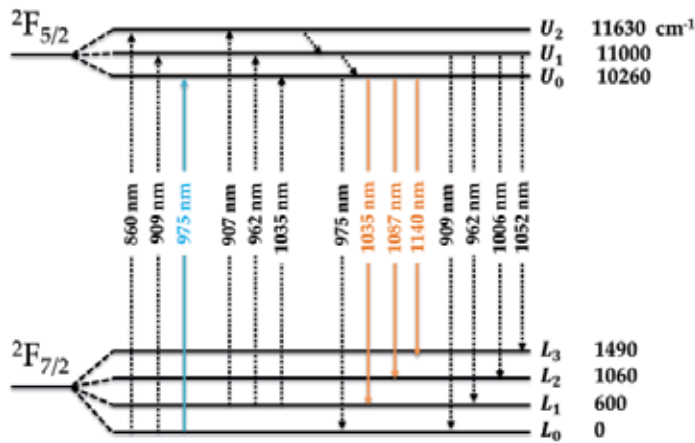 ²F₅/₂
U₂ 11630 cm⁻¹
U₁ 11000
U₀ 10260
860 nm
909 nm
975 nm
907 nm
962 nm
1035 nm
975 nm
1035 nm
1087 nm
1140 nm
909 nm
962 nm
1006 nm
1052 nm
²F₇/₂
L₃ 1490
L₂ 1060
L₁ 600
L₀ 0